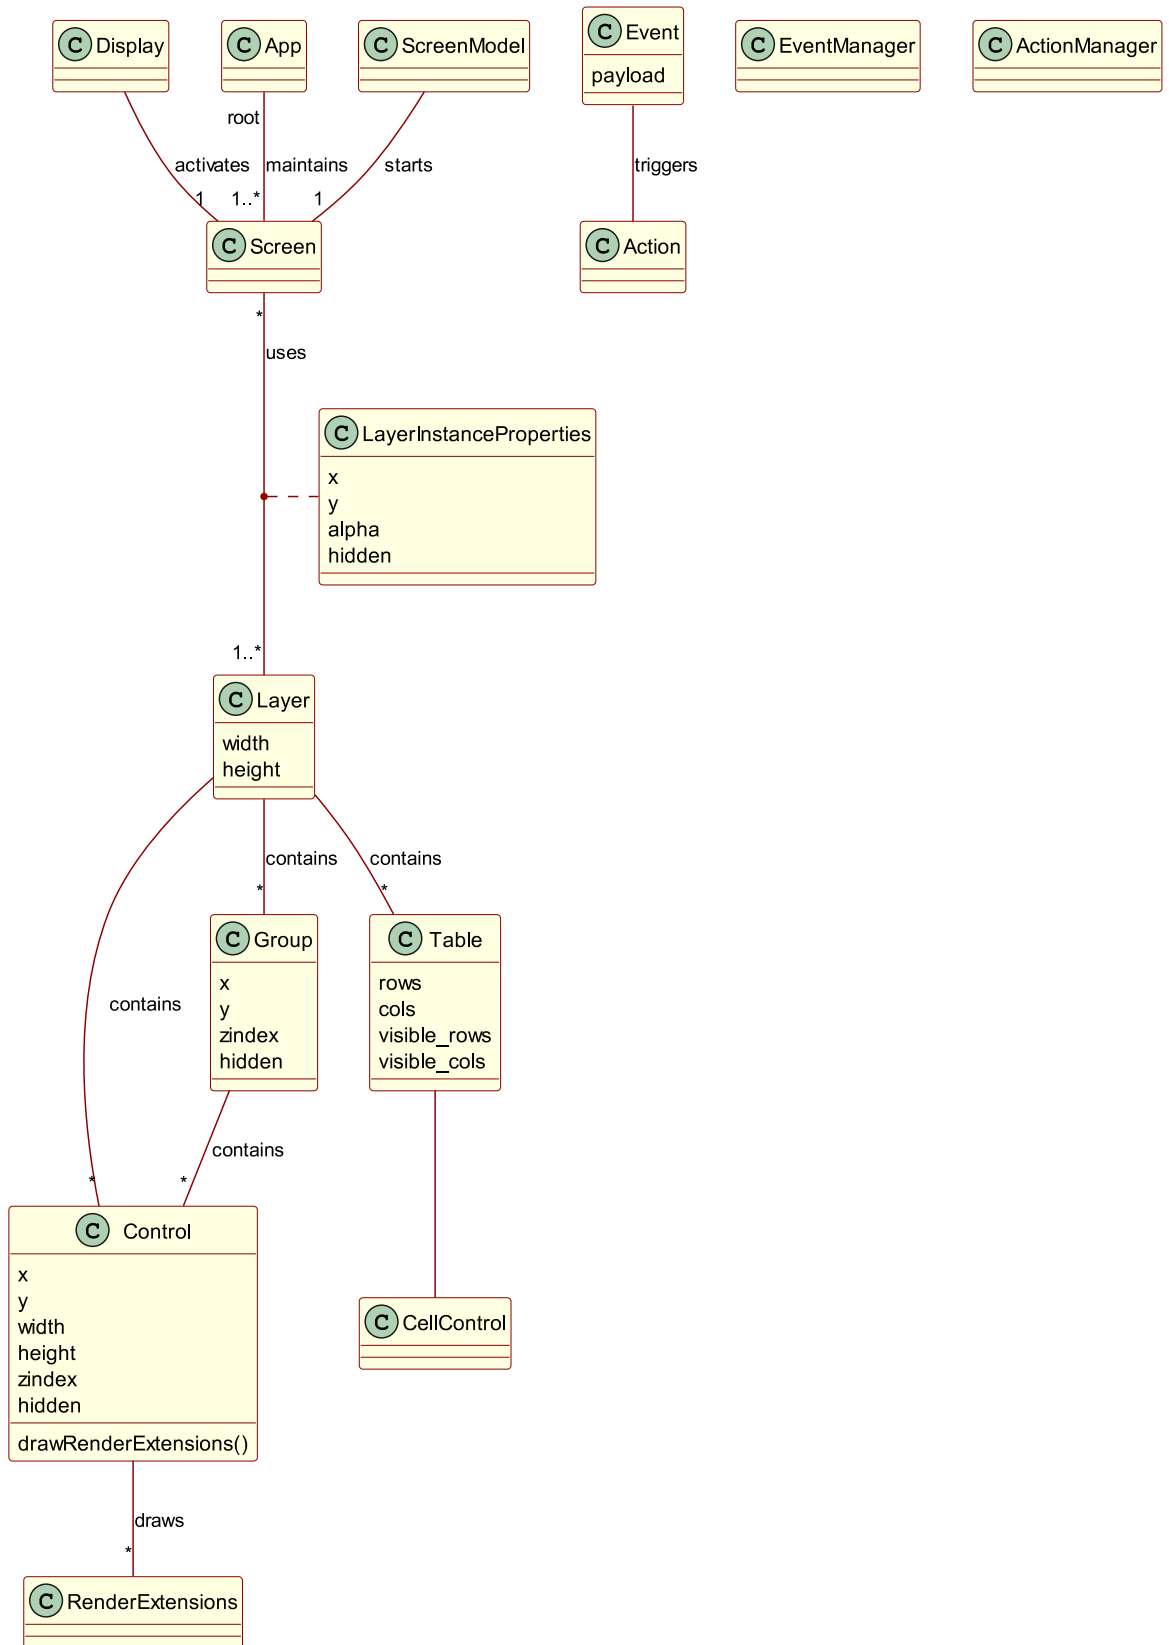 C Display
C App
C ScreenModel
C Event
payload
C EventManager
C ActionManager
root
activates
maintains
starts
triggers
1
1..*
1
C Screen
C Action
*
uses
C LayerInstanceProperties
x
y
alpha
hidden
1..*
C Layer
width
height
contains
contains
*
*
C Group
x
y
zindex
hidden
C Table
rows
cols
visible_rows
visible_cols
contains
contains
*
*
C Control
x
y
width
height
zindex
hidden
drawRenderExtensions()
C CellControl
draws
*
C RenderExtensions